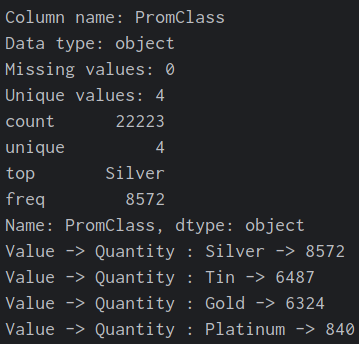 Column name: PromClass
Data type: object
Missing values: 0
Unique values: 4
count      22223
unique         4
top       Silver
freq        8572
Name: PromClass, dtype: object
Value -> Quantity : Silver -> 8572
Value -> Quantity : Tin -> 6487
Value -> Quantity : Gold -> 6324
Value -> Quantity : Platinum -> 840